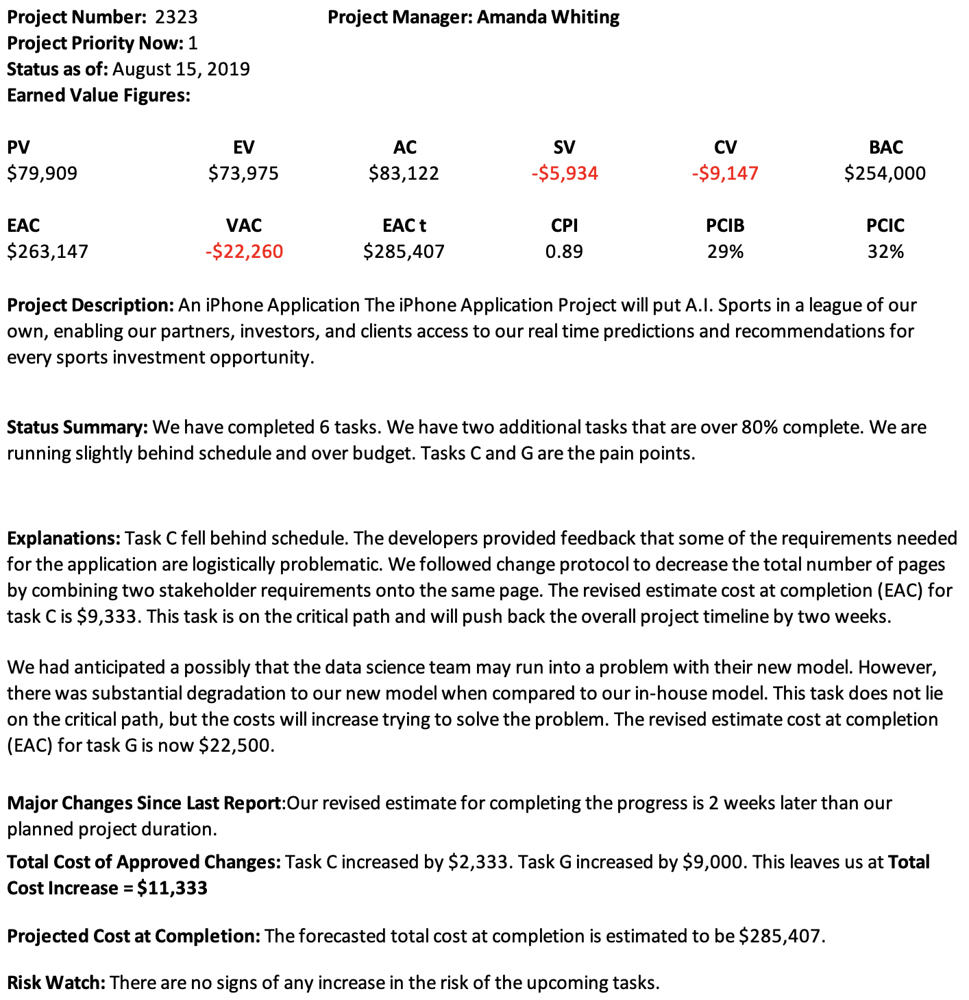 Project Number: 2323 Project Manager: Amanda Whiting
Project Priority Now: 1
Status as of: August 15, 2019
Earned Value Figures:
PV EV AC SV CV BAC
$79,909 $73,975 $83,122 -$5,934 -$9,147 $254,000
EAC VAC EAC t CPI PCIB PCIC
$263,147 -$22,260 $285,407 0.89 29% 32%
Project Description: An iPhone Application The iPhone Application Project will put A.I. Sports in a league of our
own, enabling our partners, investors, and clients access to our real time predictions and recommendations for
every sports investment opportunity.
Status Summary: We have completed 6 tasks. We have two additional tasks that are over 80% complete. We are
running slightly behind schedule and over budget. Tasks C and G are the pain points.
Explanations: Task C fell behind schedule. The developers provided feedback that some of the requirements needed
for the application are logistically problematic. We followed change protocol to decrease the total number of pages
by combining two stakeholder requirements onto the same page. The revised estimate cost at completion (EAC) for
task C is $9,333. This task is on the critical path and will push back the overall project timeline by two weeks.
We had anticipated a possibly that the data science team may run into a problem with their new model. However,
there was substantial degradation to our new model when compared to our in-house model. This task does not lie
on the critical path, but the costs will increase trying to solve the problem. The revised estimate cost at completion
(EAC) for task G is now $22,500.
Major Changes Since Last Report:Our revised estimate for completing the progress is 2 weeks later than our
planned project duration.
Total Cost of Approved Changes: Task C increased by $2,333. Task G increased by $9,000. This leaves us at Total
Cost Increase = $11,333
Projected Cost at Completion: The forecasted total cost at completion is estimated to be $285,407.
Risk Watch: There are no signs of any increase in the risk of the upcoming tasks.